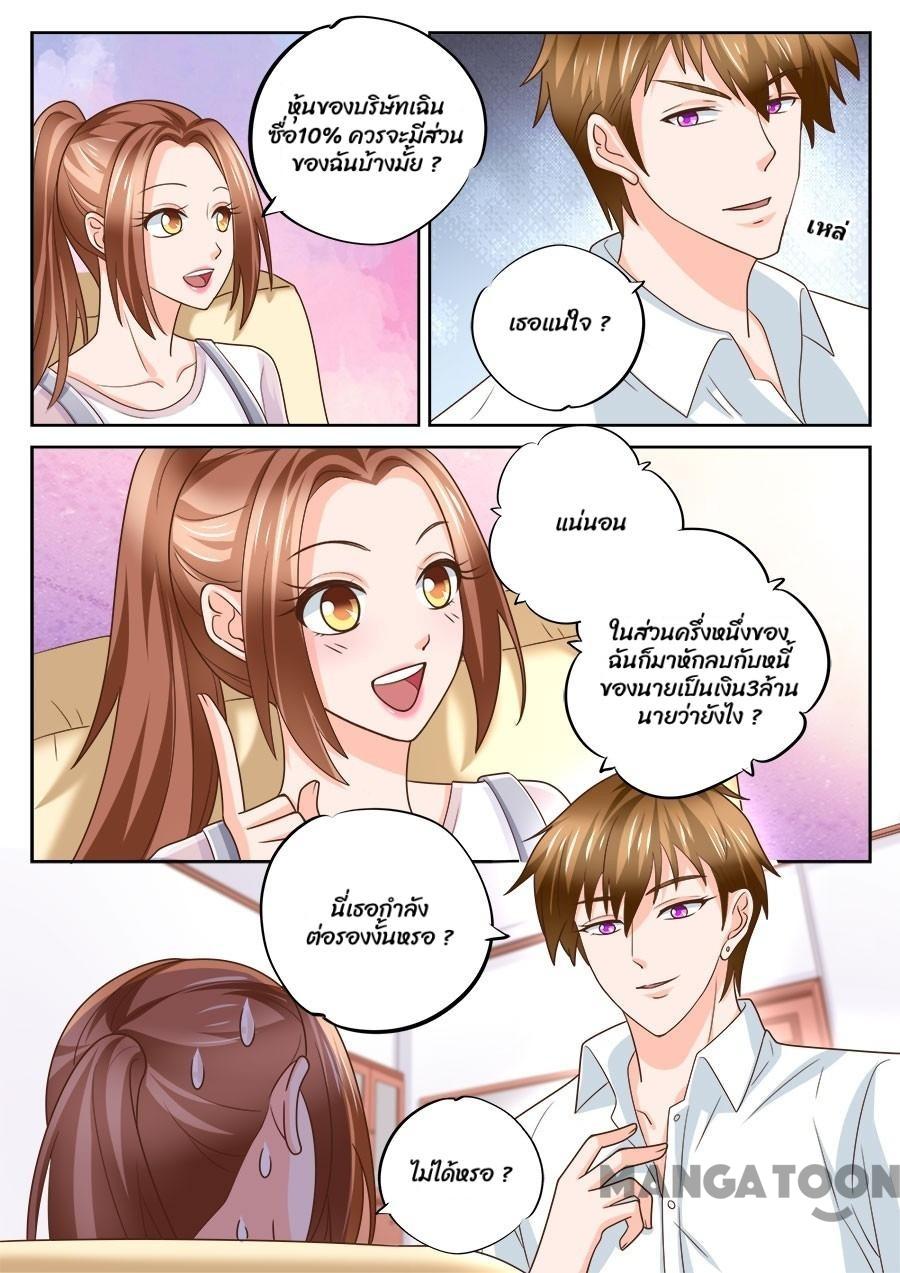 หุ้นของบริษัทเฉิน
ซื่อ10% ควรจะมีส่วน
ของฉันบ้างมั้ย ?
เหล่
เธอแน่ใจ ?
แน่นอน
ในส่วนครึ่งหนึ่งของ
ฉันก็มาหักลบกับหนี้
ของนายเป็นเงิน3ล้าน
นายว่ายังไง ?
นี่เธอกำลัง
ต่อรองงั้นหรอ ?
ไม่ได้หรอ ?
MANGATOON